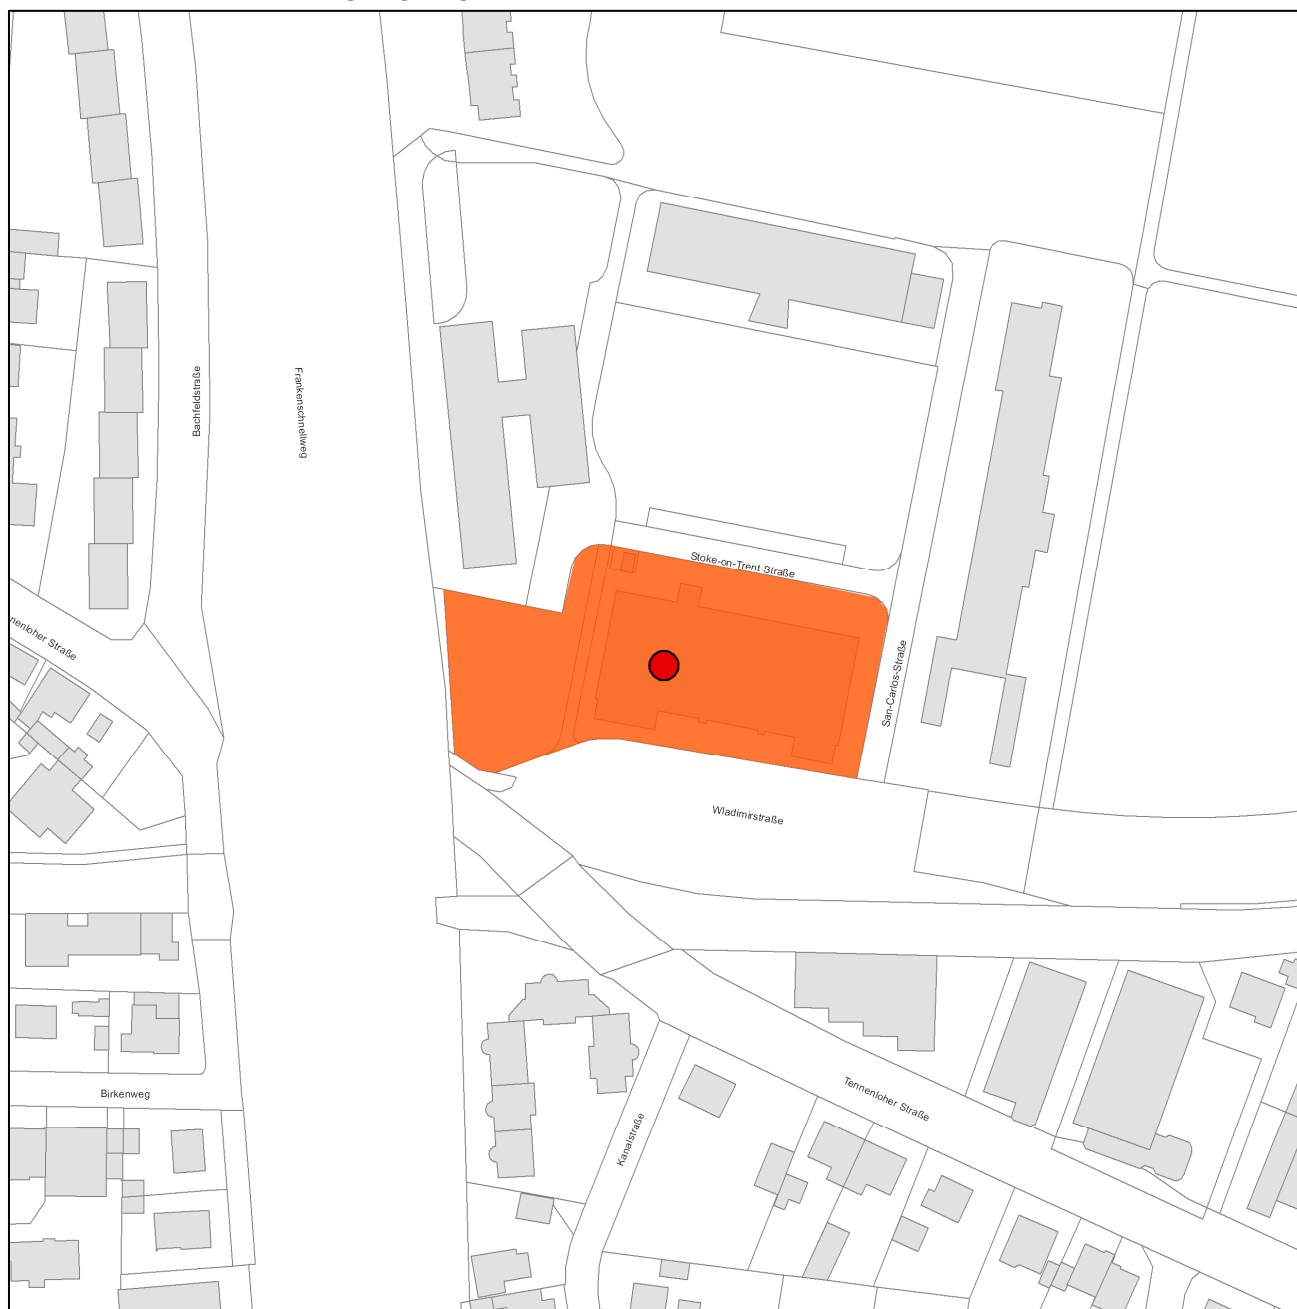 Bachfeldstraße
Frankenschnellweg
Stoke-on-Trent-Straße
nenloher Straße
San-Carlos-Straße
Wladimirstraße
Birkenweg
Kanalstraße
Tennenloher Straße